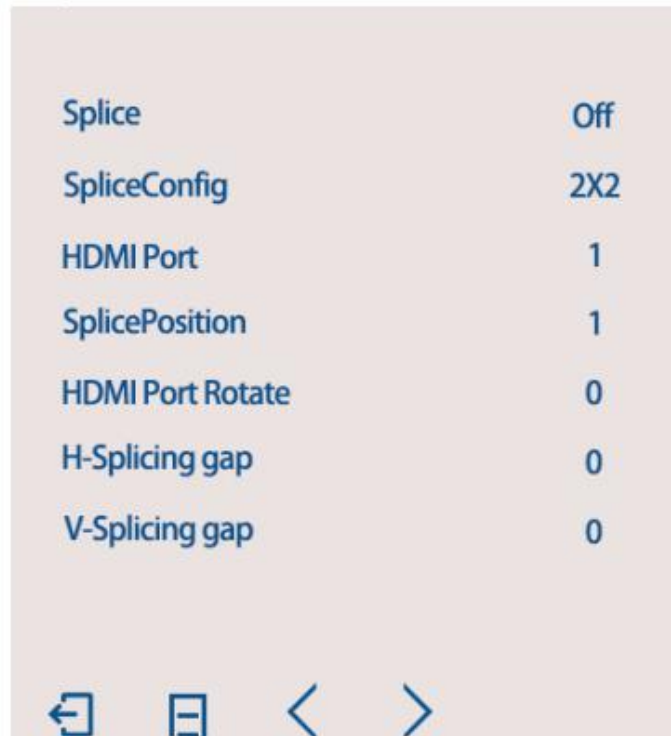 Splice Off
SpliceConfig 2X2
HDMI Port 1
SplicePosition 1
HDMI Port Rotate 0
H-Splicing gap 0
V-Splicing gap 0